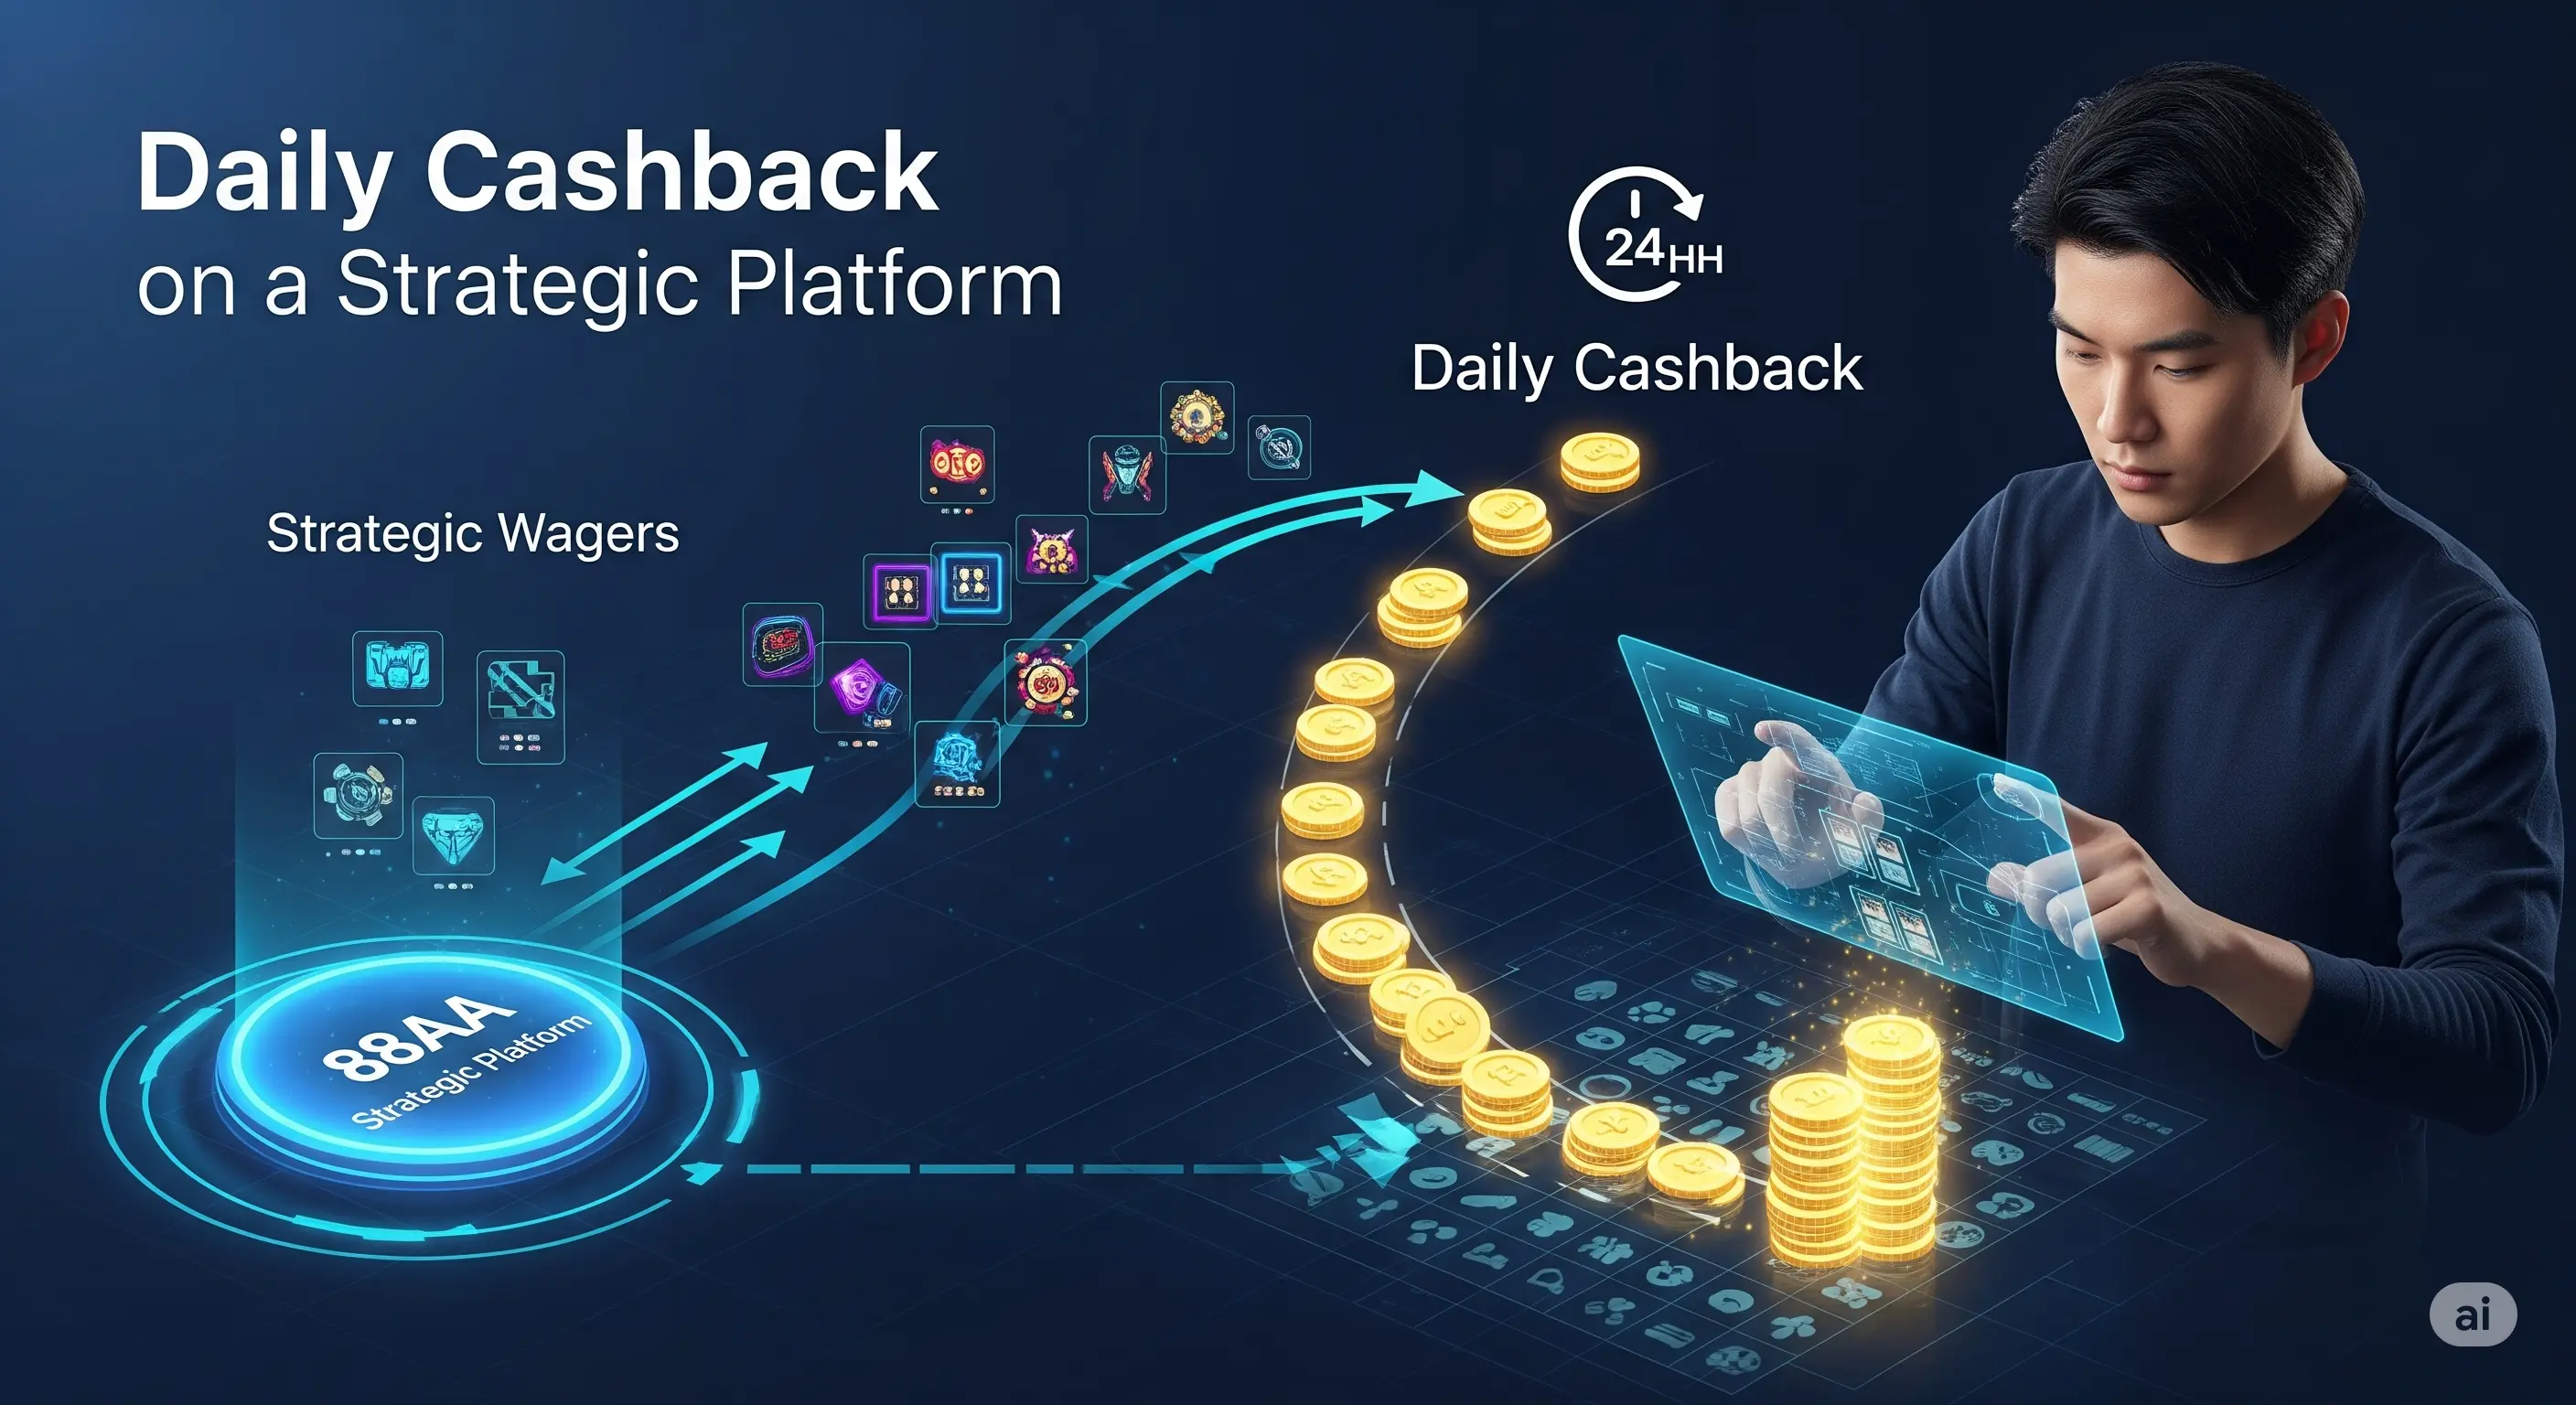 Daily Cashback
on a Strategic Platform
24HH
Daily Cashback
Strategic Wagers
88AA
Strategic Platform
ai